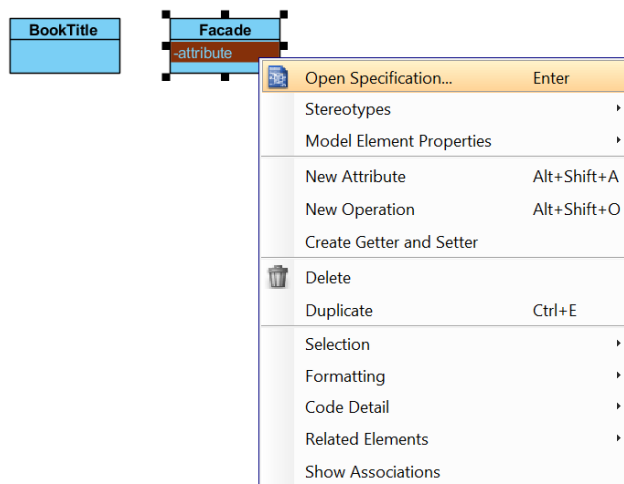 BookTitle
Facade
-attribute
Open Specification... Enter
Stereotypes
Model Element Properties
New Attribute Alt+Shift+A
New Operation Alt+Shift+O
Create Getter and Setter
Delete
Duplicate Ctrl+E
Selection
Formatting
Code Detail
Related Elements
Show Associations